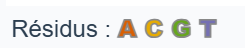 Résidus : A C G T